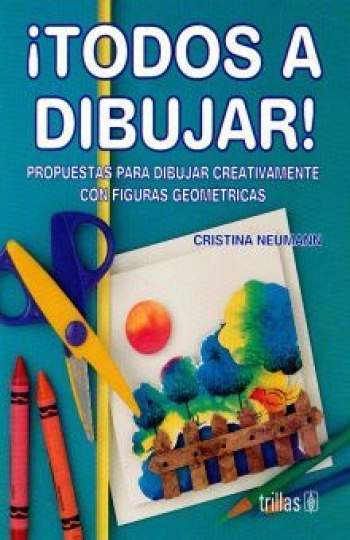 ¡TODOS A
DIBUJAR!
PROPUESTAS PARA DIBUJAR CREATIVAMENTE
CON FIGURAS GEOMETRICAS
CRISTINA NEUMANN
trillas